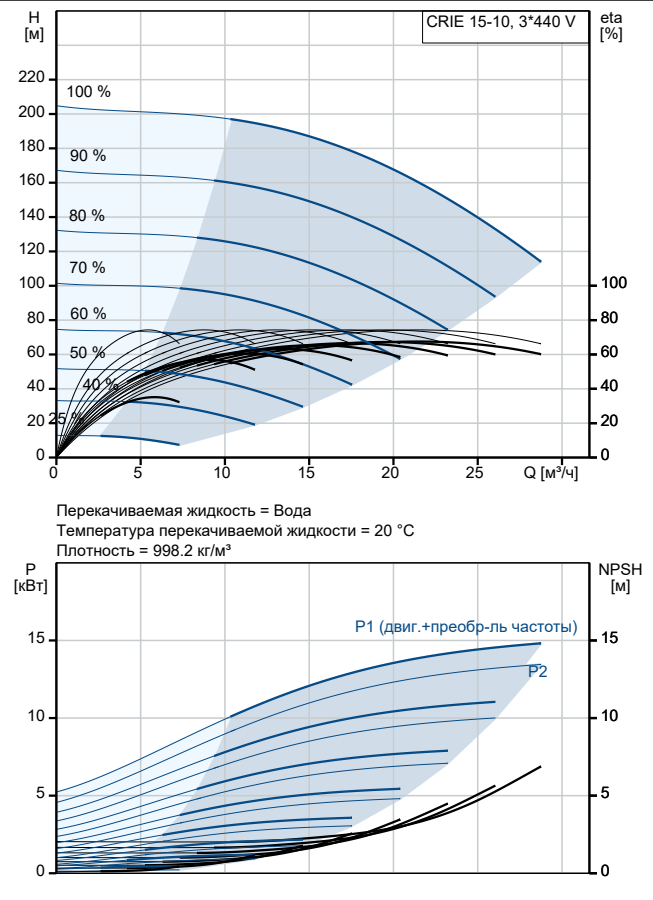 H
[м]
CRIE 15-10, 3*440 V
eta
[%]
220
200
180
160
140
120
100
80
60
40
20
0
100 %
90 %
80 %
70 %
60 %
50 %
40 %
25 %
100
80
60
40
20
0
0
5
10
15
20
25
Q [м³/ч]
Перекачиваемая жидкость = Вода
Температура перекачиваемой жидкости = 20 °C
Плотность = 998.2 кг/м³
P
[кВт]
NPSH
[м]
P1 (двиг.+преобр-ль частоты)
P2
15
10
5
0
15
10
5
0